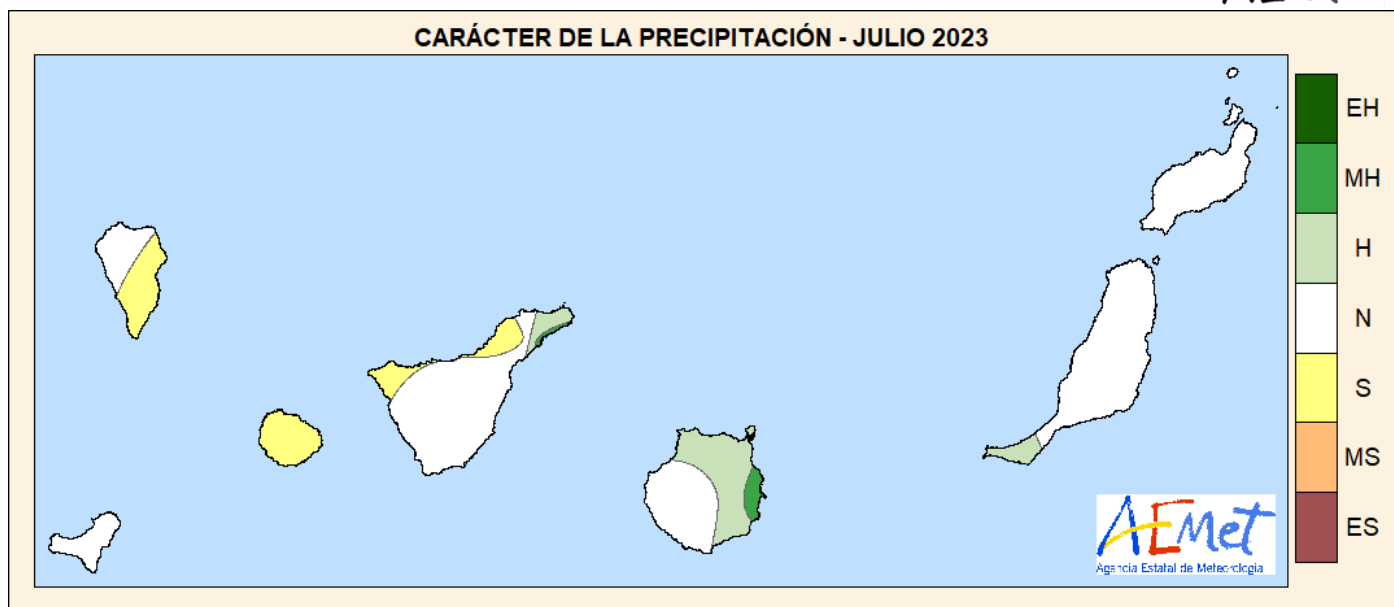 CARÁCTER DE LA PRECIPITACIÓN - JULIO 2023
EH
MH
H
N
S
MS
ES
AEMet
Agencia Estatal de Meteorología